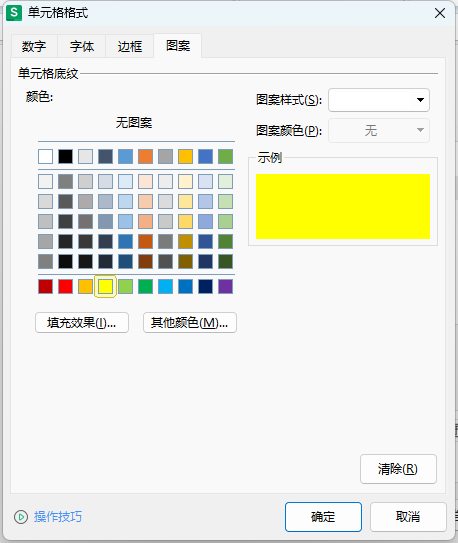 S 单元格格式
数字 字体 边框 图案
单元格底纹
颜色:
无图案
填充效果(I)... 其他颜色(M)...
图案样式(S):
图案颜色(P): 无
示例
清除(R)
操作技巧 确定 取消